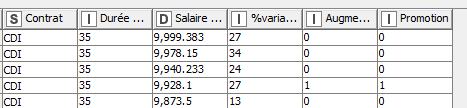 S Contrat I Durée ... D Salaire ... I %varia... I Augme... I Promotion
CDI 35 9,999.383 27 0 0
CDI 35 9,978.15 34 0 0
CDI 35 9,940.233 24 0 0
CDI 35 9,928.1 27 1 1
CDI 35 9,873.5 13 0 0